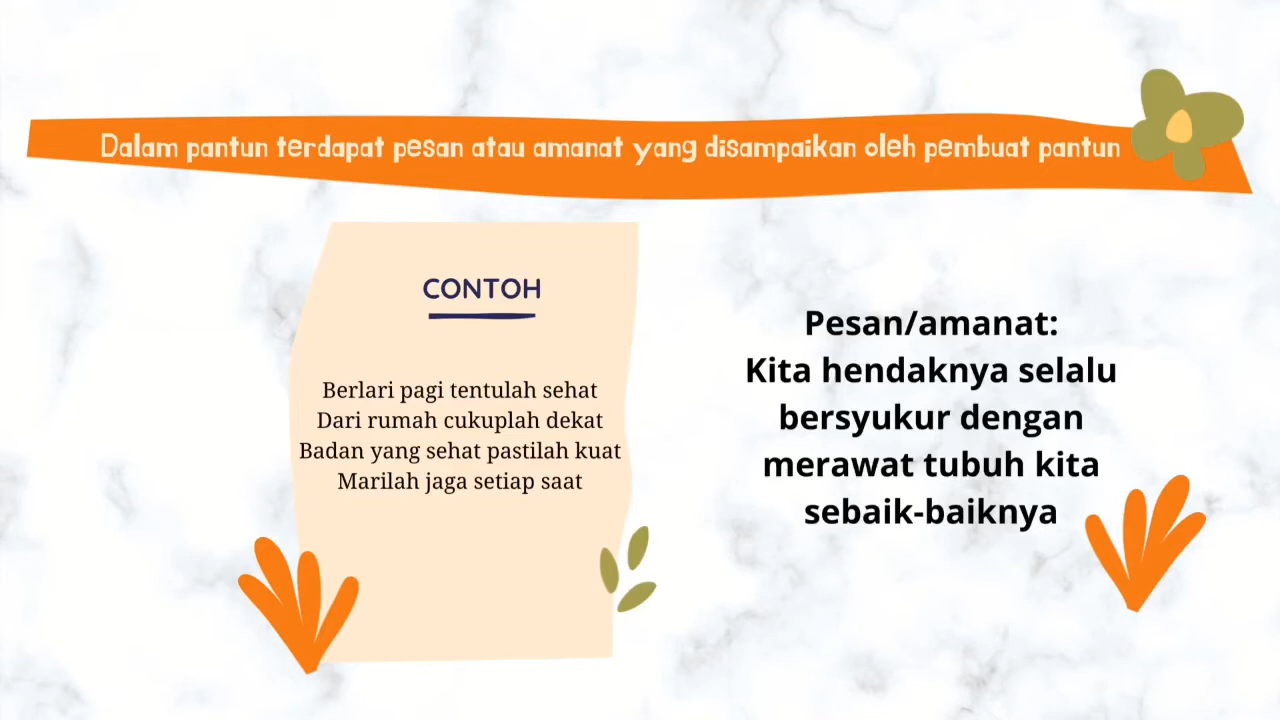 Dalam pantun terdapat pesan atau amanat yang disampaikan oleh pembuat pantun
CONTOH
Berlari pagi tentulah sehat
Dari rumah cukuplah dekat
Badan yang sehat pastilah kuat
Marilah jaga setiap saat
Pesan/amanat:
Kita hendaknya selalu
bersyukur dengan
merawat tubuh kita
sebaik-baiknya